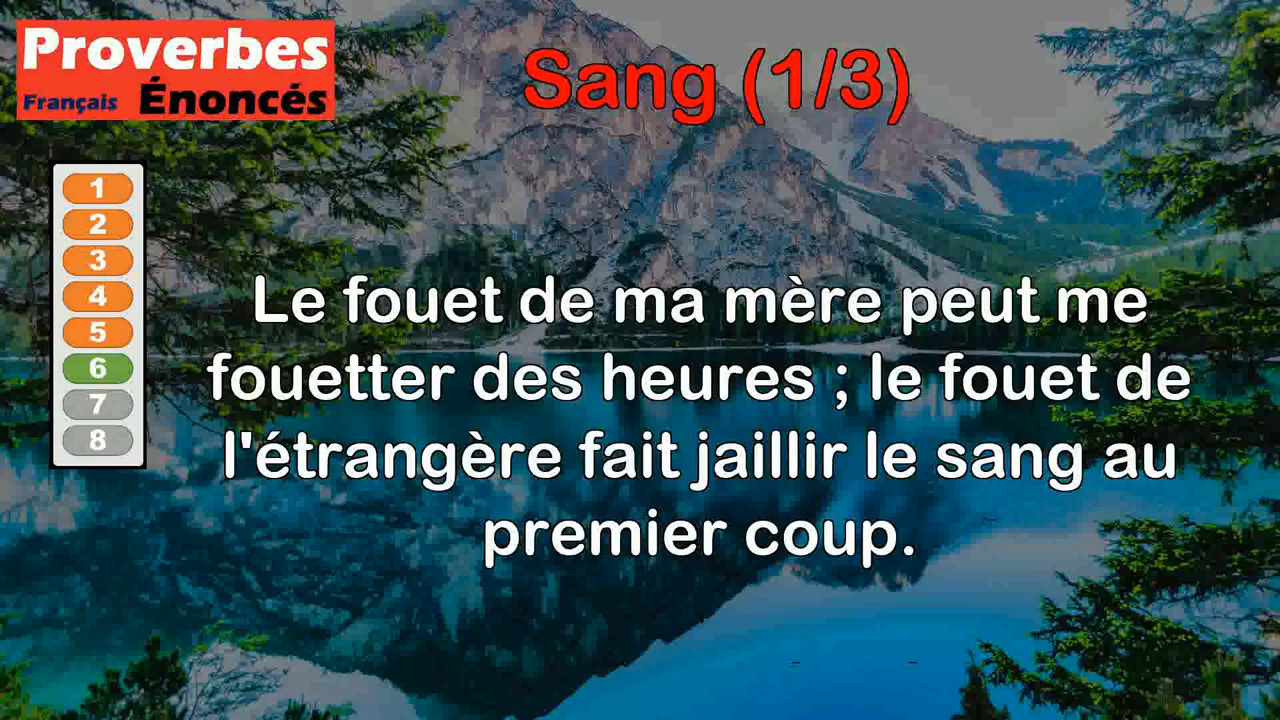 Proverbes
Français Énoncés
Sang (1/3)
1
2
3
4
5
6
7
8
Le fouet de ma mère peut me
fouetter des heures ; le fouet de
l'étrangère fait jaillir le sang au
premier coup.